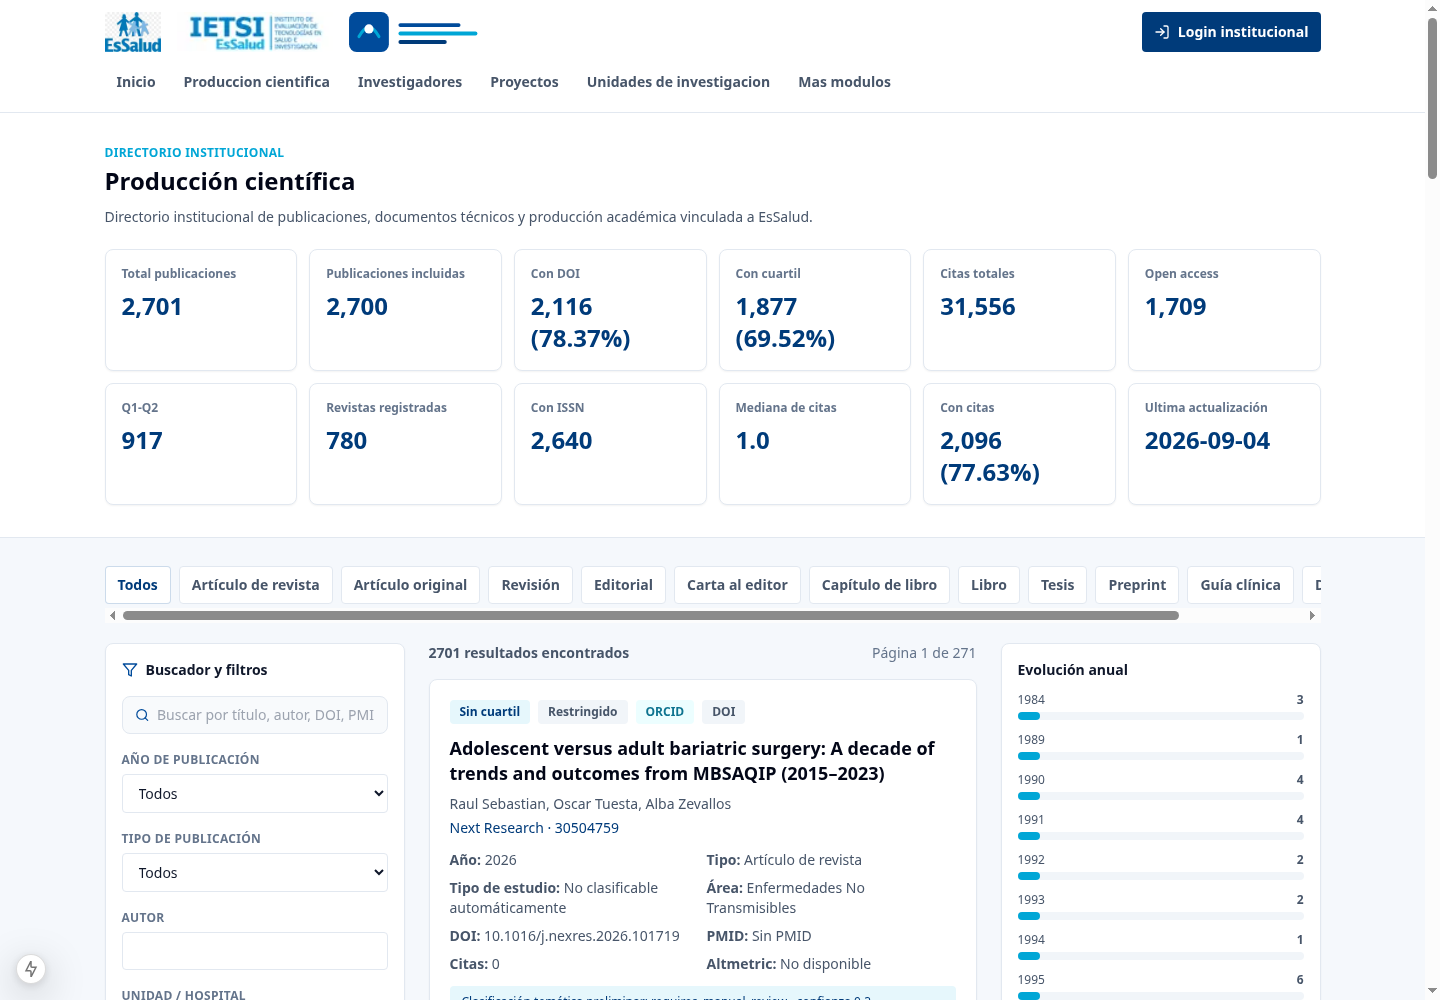 EsSalud
IETSI
INSTITUTO DE
EVALUACIÓN DE
TECNOLOGÍAS EN
SALUD E
INVESTIGACIÓN
EsSalud
Login institucional
Inicio
Produccion cientifica
Investigadores
Proyectos
Unidades de investigacion
Mas modulos
DIRECTORIO INSTITUCIONAL
Producción científica
Directorio institucional de publicaciones, documentos técnicos y producción académica vinculada a EsSalud.
Total publicaciones
2,701
Publicaciones incluidas
2,700
Con DOI
2,116
(78.37%)
Con cuartil
1,877
(69.52%)
Citas totales
31,556
Open access
1,709
Q1-Q2
917
Revistas registradas
780
Con ISSN
2,640
Mediana de citas
1.0
Con citas
2,096
(77.63%)
Ultima actualización
2026-09-04
Todos
Artículo de revista
Artículo original
Revisión
Editorial
Carta al editor
Capítulo de libro
Libro
Tesis
Preprint
Guía clínica
Buscador y filtros
Buscar por título, autor, DOI, PMI
AÑO DE PUBLICACIÓN
Todos
TIPO DE PUBLICACIÓN
Todos
AUTOR
UNIDAD / HOSPITAL
2701 resultados encontrados
Página 1 de 271
Sin cuartil
Restringido
ORCID
DOI
Adolescent versus adult bariatric surgery: A decade of
trends and outcomes from MBSAQIP (2015–2023)
Raul Sebastian, Oscar Tuesta, Alba Zevallos
Next Research · 30504759
Año: 2026
Tipo: Artículo de revista
Tipo de estudio: No clasificable
automáticamente
Área: Enfermedades No
Transmisibles
DOI: 10.1016/j.nexres.2026.101719
PMID: Sin PMID
Citas: 0
Altmetric: No disponible
Evolución anual
1984 3
1989 1
1990 4
1991 4
1992 2
1993 2
1994 1
1995 6